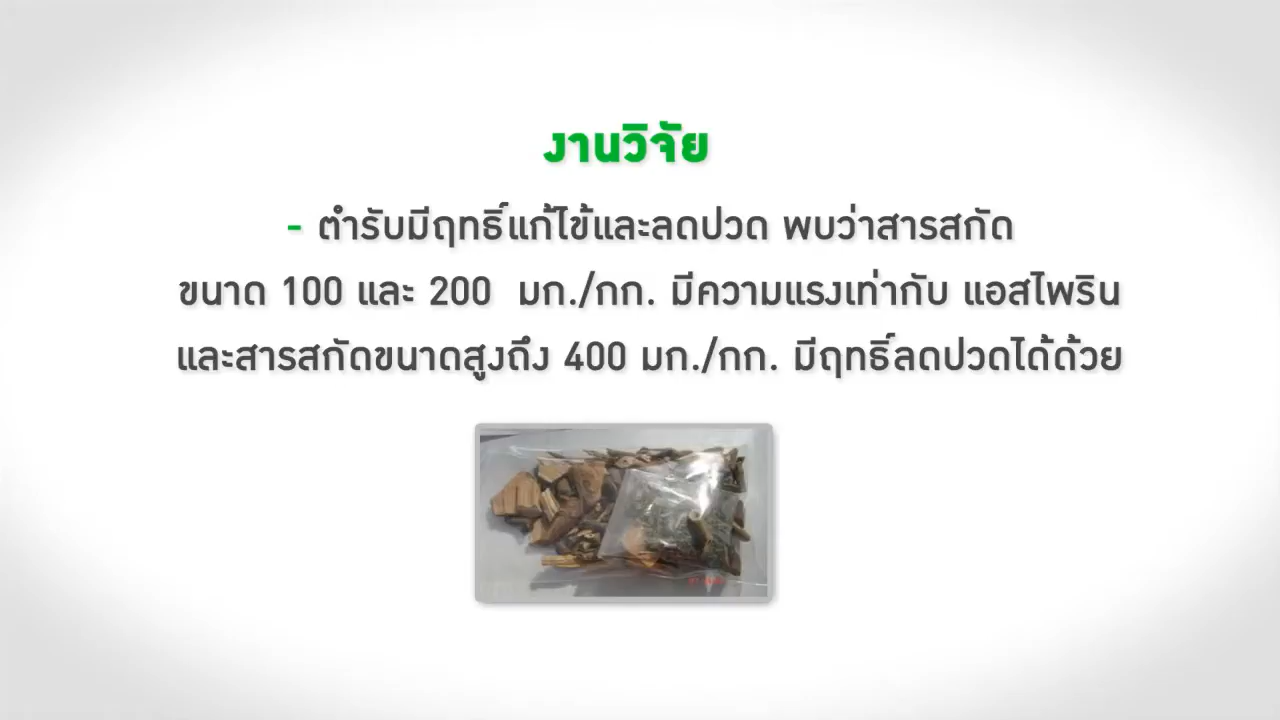 งานวิจัย
- ตำรับมีฤทธิ์แก้ไข้และลดปวด พบว่าสารสกัด
ขนาด 100 และ 200 มก./กก. มีความแรงเท่ากับ แอสไพริน
และสารสกัดขนาดสูงถึง 400 มก./กก. มีฤทธิ์ลดปวดได้ด้วย